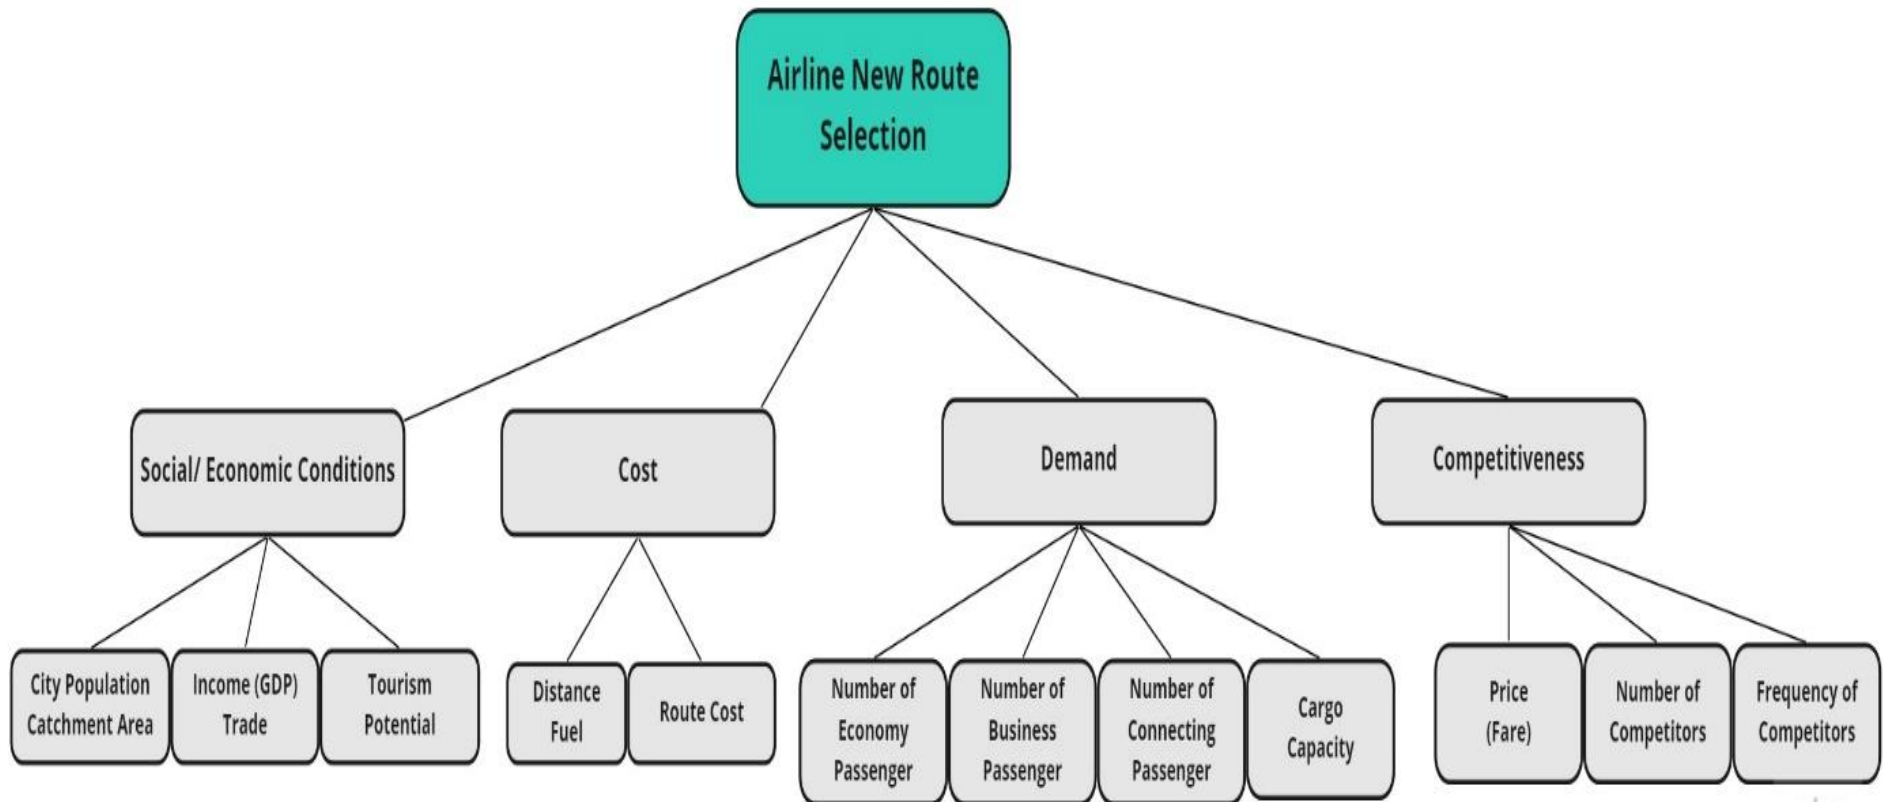 Airline New Route
Selection
Social/ Economic Conditions
Cost
Demand
Competitiveness
City Population
Catchment Area
Income (GDP)
Trade
Tourism
Potential
Distance
Fuel
Route Cost
Number of
Economy
Passenger
Number of
Business
Passenger
Number of
Connecting
Passenger
Cargo
Capacity
Price
(Fare)
Number of
Competitors
Frequency of
Competitors